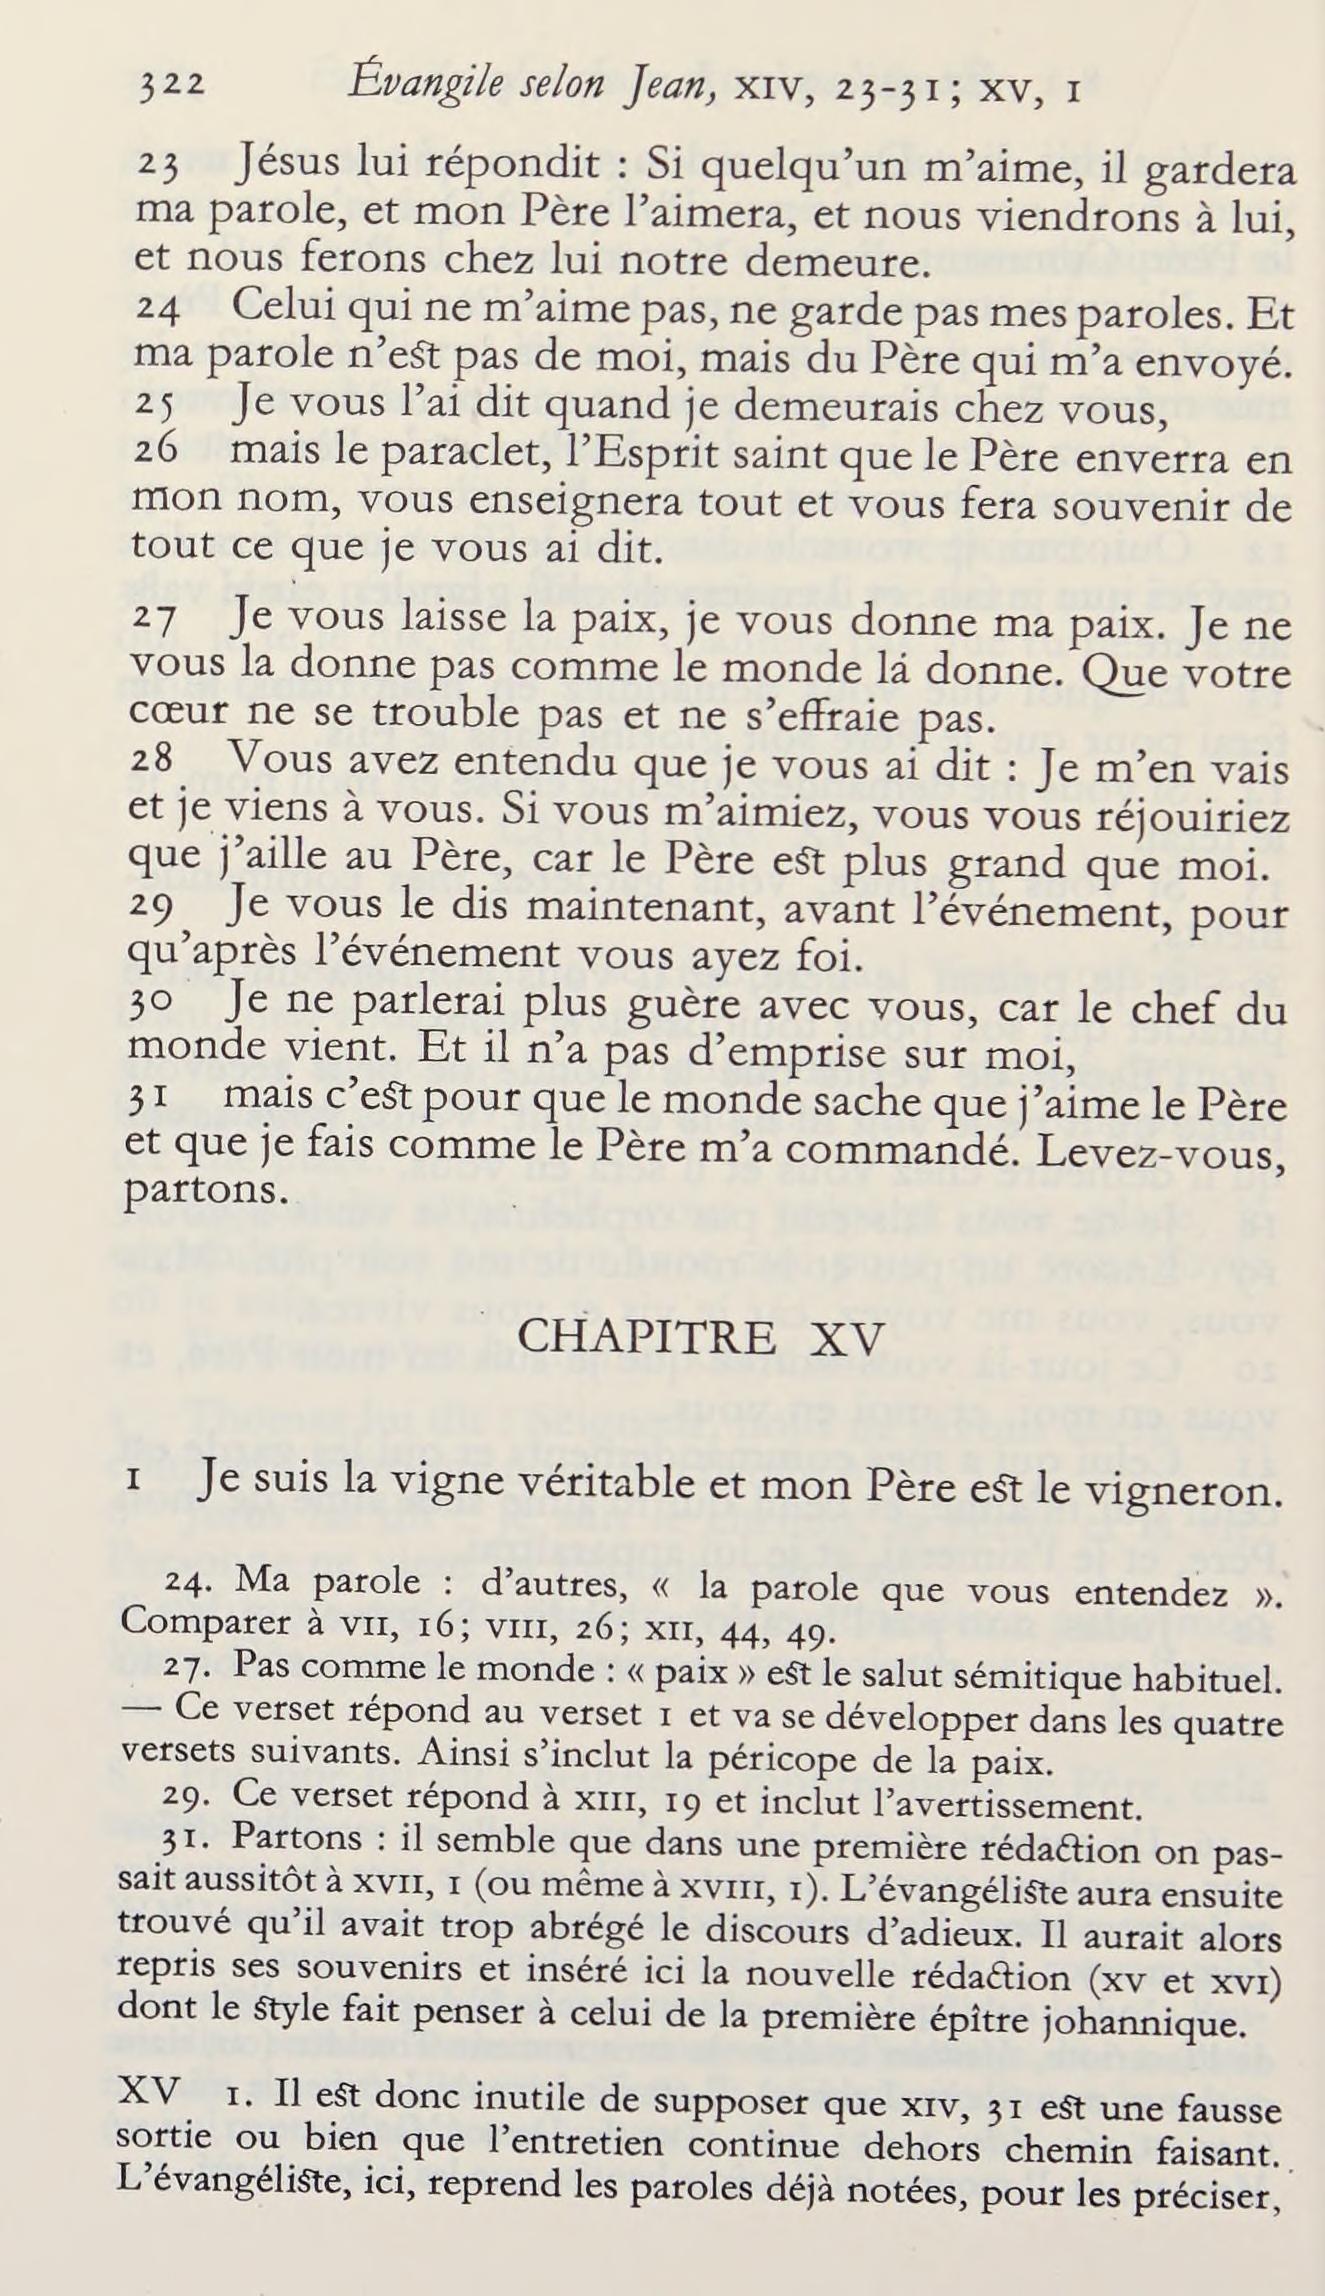 322 Évangile selon Jean, XIV, 23-31; XV, 1
23 Jésus lui répondit : Si quelqu'un m'aime, il gardera
ma parole, et mon Père l'aimera, et nous viendrons à lui,
et nous ferons chez lui notre demeure.
24 Celui qui ne m'aime pas, ne garde pas mes paroles. Et
ma parole n'est pas de moi, mais du Père qui m'a envoyé.
25 Je vous l'ai dit quand je demeurais chez vous,
26 mais le paraclet, l'Esprit saint que le Père enverra en
mon nom, vous enseignera tout et vous fera souvenir de
tout ce que je vous ai dit.
27 Je vous laisse la paix, je vous donne ma paix. Je ne
vous la donne pas comme le monde la donne. Que votre
cœur ne se trouble pas et ne s'effraie pas.
28 Vous avez entendu que je vous ai dit : Je m'en vais
et je viens à vous. Si vous m'aimiez, vous vous réjouiriez
que j'aille au Père, car le Père est plus grand que moi.
29 Je vous le dis maintenant, avant l'événement, pour
qu'après l'événement vous ayez foi.
30 Je ne parlerai plus guère avec vous, car le chef du
monde vient. Et il n'a pas d'emprise sur moi,
31 mais c'est pour que le monde sache que j'aime le Père
et que je fais comme le Père m'a commandé. Levez-vous,
partons.
CHAPITRE XV
1 Je suis la vigne véritable et mon Père est le vigneron.
24. Ma parole : d'autres, « la parole que vous entendez ».
Comparer à VII, 16; VIII, 26; XII, 44, 49.
27. Pas comme le monde : « paix » est le salut sémitique habituel.
— Ce verset répond au verset 1 et va se développer dans les quatre
versets suivants. Ainsi s'inclut la péricope de la paix.
29. Ce verset répond à XIII, 19 et inclut l'avertissement.
31. Partons : il semble que dans une première rédaction on pas-
sait aussitôt à XVII, 1 (ou même à XVIII, 1). L'évangéliste aura ensuite
trouvé qu'il avait trop abrégé le discours d'adieux. Il aurait alors
repris ses souvenirs et inséré ici la nouvelle rédaction (XV et XVI)
dont le style fait penser à celui de la première épître johannique.
XV 1. Il est donc inutile de supposer que XIV, 31 est une fausse
sortie ou bien que l'entretien continue dehors chemin faisant.
L'évangéliste, ici, reprend les paroles déjà notées, pour les préciser,